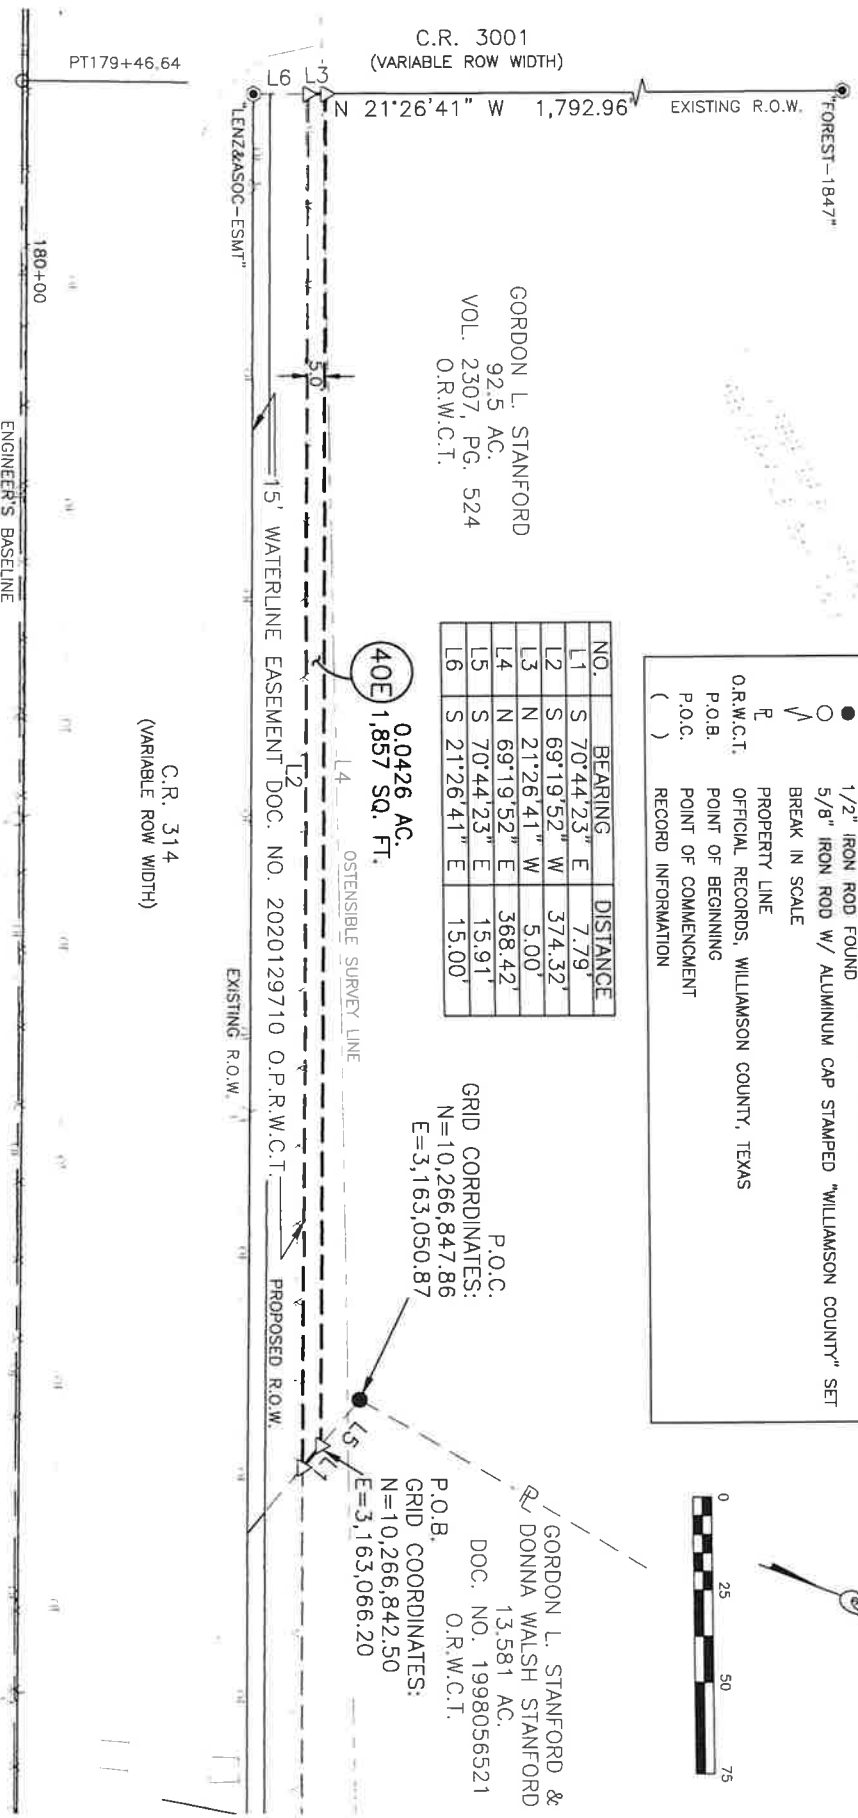 C.R. 3001
(VARIABLE ROW WIDTH)
PT179+46.64
L6
L3
N 21°26'41" W 1,792.96'
EXISTING R.O.W.
"FOREST-1847"
"LENZ&ASOC-ESMT"
180+00
ENGINEER'S BASELINE
1/2" IRON ROD FOUND
5/8" IRON ROD W/ ALUMINUM CAP STAMPED "WILLIAMSON COUNTY" SET
BREAK IN SCALE
PROPERTY LINE
O.R.W.C.T. OFFICIAL RECORDS, WILLIAMSON COUNTY, TEXAS
P.O.B. POINT OF BEGINNING
P.O.C. POINT OF COMMENCMENT
( ) RECORD INFORMATION
GORDON L. STANFORD
92.5 AC.
VOL. 2307, PG. 524
O.R.W.C.T.
5.0'
NO. BEARING DISTANCE
L1 S 70°44'23" E 7.79'
L2 S 69°19'52" W 374.32'
L3 N 21°26'41" W 5.00'
L4 N 69°19'52" E 368.42'
L5 S 70°44'23" E 15.91'
L6 S 21°26'41" E 15.00'
40E
0.0426 AC.
1,857 SQ. FT.
L4
L2
OSTENSIBLE SURVEY LINE
15' WATERLINE EASEMENT DOC. NO. 2020129710 O.P.R.W.C.T.
C.R. 314
(VARIABLE ROW WIDTH)
EXISTING R.O.W.
PROPOSED R.O.W.
P.O.C.
GRID CORRDINATES:
N=10,266,847.86
E=3,163,050.87
L5
L1
P.O.B.
GRID COORDINATES:
N=10,266,842.50
E=3,163,066.20
GORDON L. STANFORD &
DONNA WALSH STANFORD
13.581 AC.
DOC. NO. 1998056521
O.R.W.C.T.
0 25 50 75